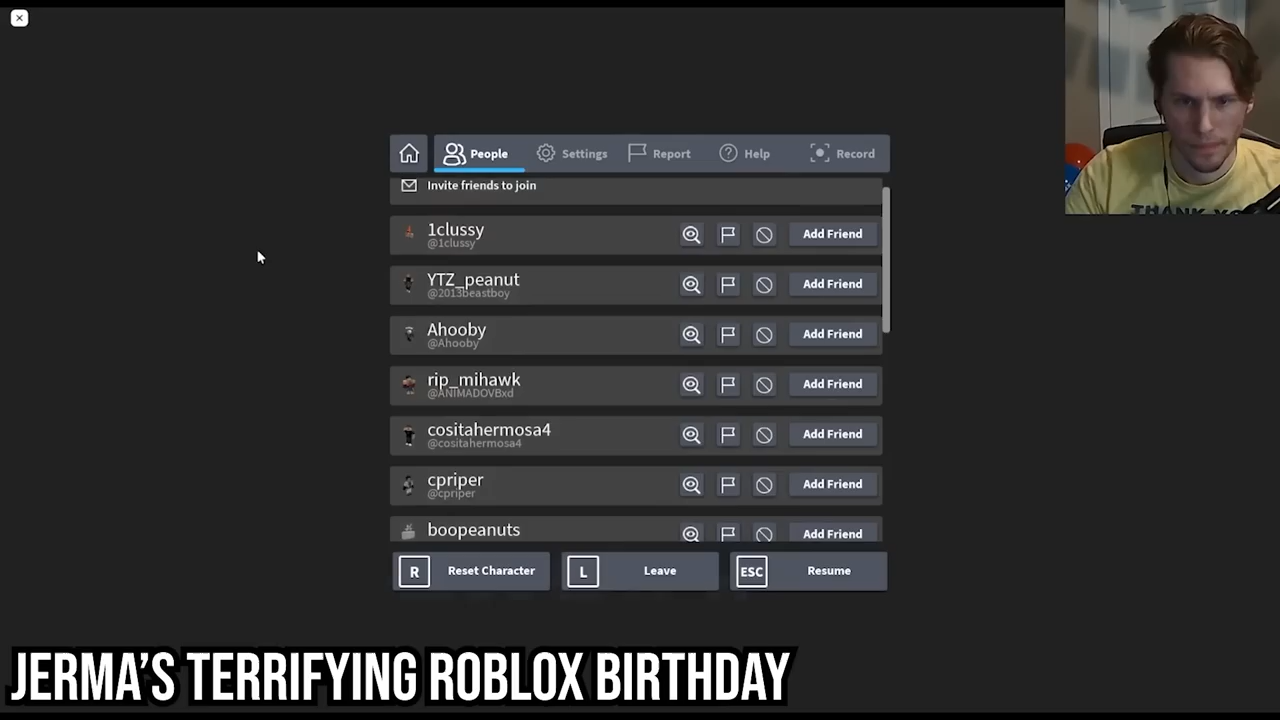 People Settings Report Help Record
Invite friends to join
1clussy
@1clussy
Add Friend
YTZ_peanut
@2013beastboy
Add Friend
Ahooby
@Ahooby
Add Friend
rip_mihawk
@ANIMADOVBxd
Add Friend
cositahermosa4
@cositahermosa4
Add Friend
cpriper
@cpriper
Add Friend
boopeanuts
Add Friend
R Reset Character
L Leave
ESC Resume
THANK YO
JERMA'S TERRIFYING ROBLOX BIRTHDAY